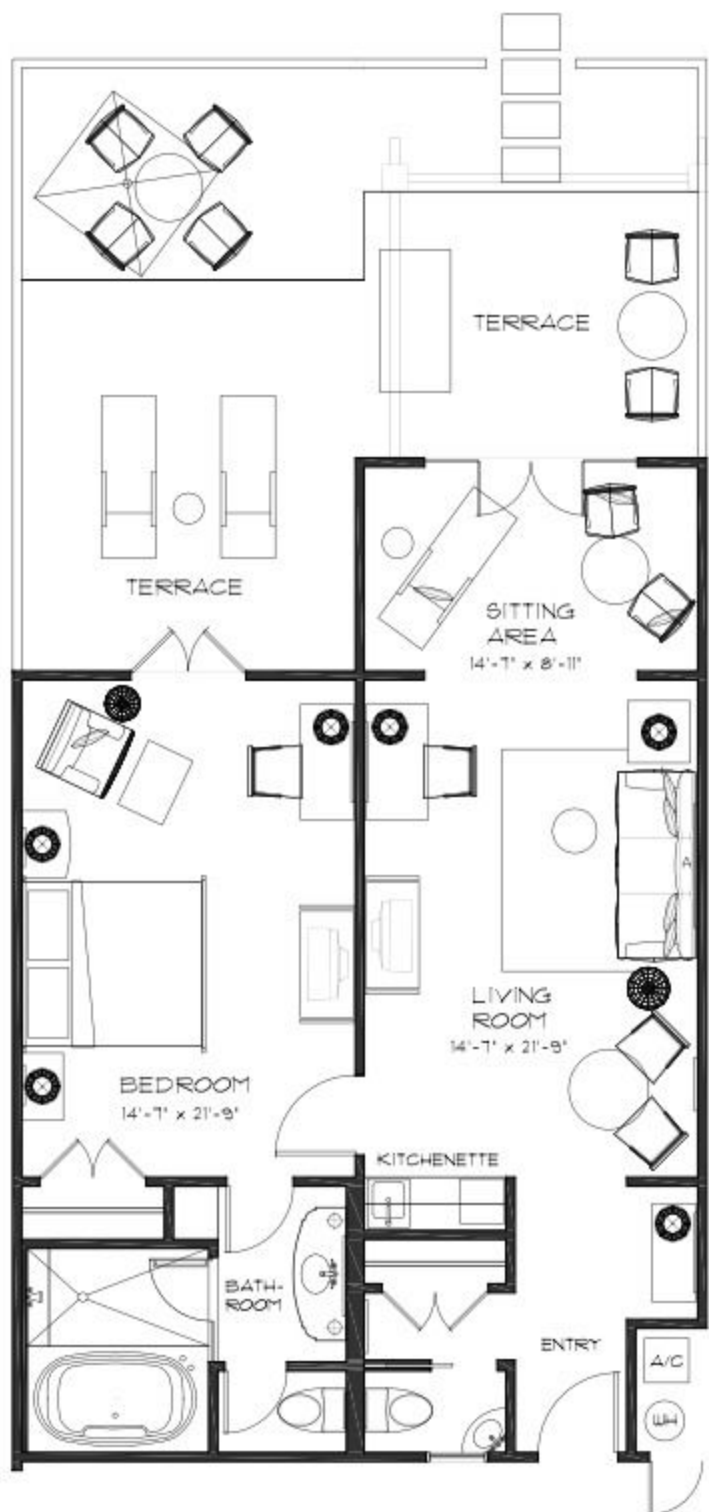 TERRACE
TERRACE
SITTING
AREA
14'-7" x 8'-11"
LIVING
ROOM
14'-7" x 21'-9"
BEDROOM
14'-7" x 21'-9"
KITCHENETTE
BATH-
ROOM
ENTRY
A/C
WH
A